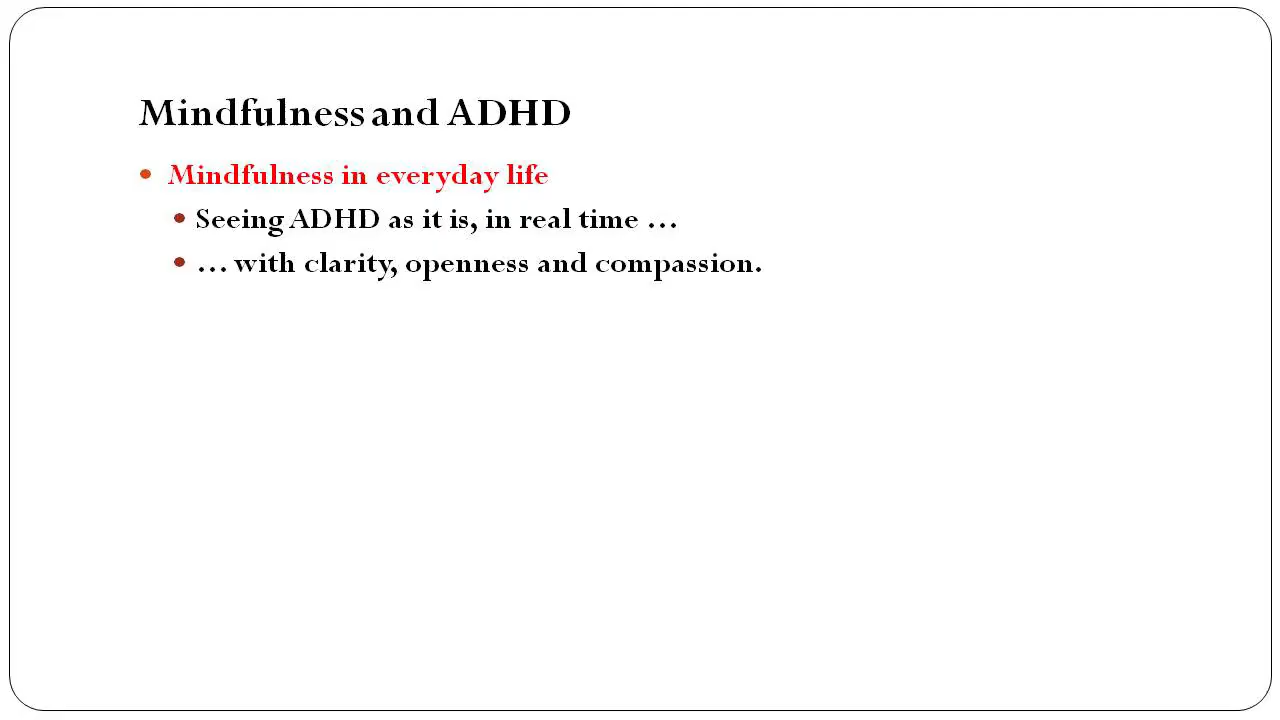 Mindfulness and ADHD
• Mindfulness in everyday life
• Seeing ADHD as it is, in real time …
• … with clarity, openness and compassion.